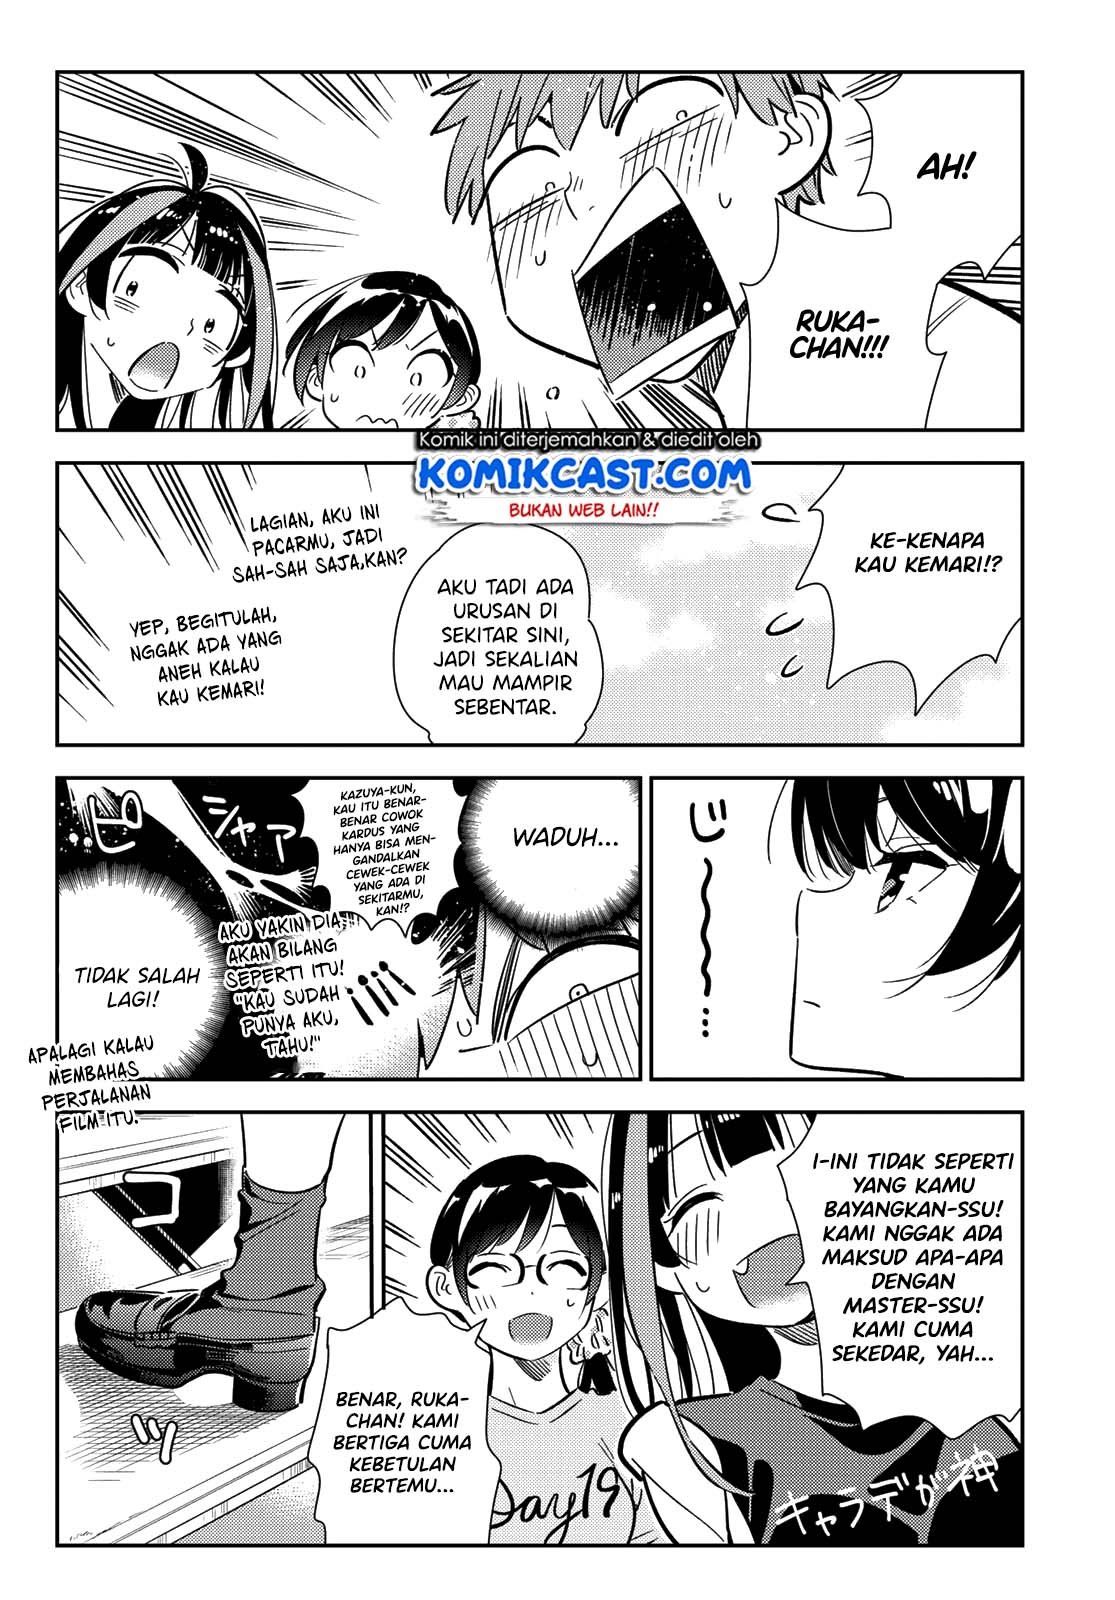 AH!
RUKA-
CHAN!!!
Komik ini diterjemahkan & diedit oleh
KOMIKCAST.COM
BUKAN WEB LAIN!!
KE-KENAPA
KAU KEMARI!?
AKU TADI ADA
URUSAN DI
SEKITAR SINI,
JADI SEKALIAN
MAU MAMPIR
SEBENTAR.
LAGIAN, AKU INI
PACARMU, JADI
SAH-SAH SAJA,KAN?
YEP, BEGITULAH,
NGGAK ADA YANG
ANEH KALAU
KAU KEMARI!
じ〜〜…
WADUH...
KAZUYA-KUN,
KAU ITU BENAR-
BENAR COWOK
KARDUS YANG
HANYA BISA MEN-
GANDALKAN
CEWEK-CEWEK
YANG ADA DI
SEKITARMU,
KAN!?
AKU YAKIN DIA
AKAN BILANG
SEPERTI ITU!
"KAU SUDAH
PUNYA AKU,
TAHU!"
ピシャァ
TIDAK SALAH
LAGI!
APALAGI KALAU
MEMBAHAS
PERJALANAN
FILM ITU.
I-INI TIDAK SEPERTI
YANG KAMU
BAYANGKAN-SSU!
KAMI NGGAK ADA
MAKSUD APA-APA
DENGAN
MASTER-SSU!
KAMI CUMA
SEKEDAR, YAH...
キャラデが神
BENAR, RUKA-
CHAN! KAMI
BERTIGA CUMA
KEBETULAN
BERTEMU...
Day19
コッ